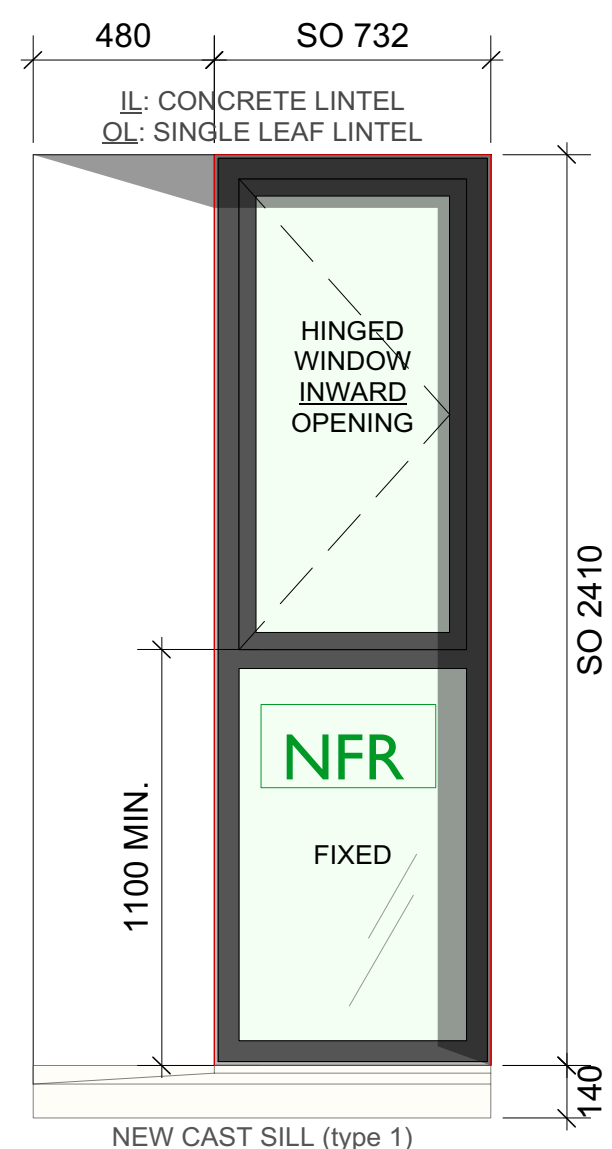 480
SO 732
IL: CONCRETE LINTEL
OL: SINGLE LEAF LINTEL
HINGED
WINDOW
INWARD
OPENING
SO 2410
1100 MIN.
NFR
FIXED
140
NEW CAST SILL (type 1)